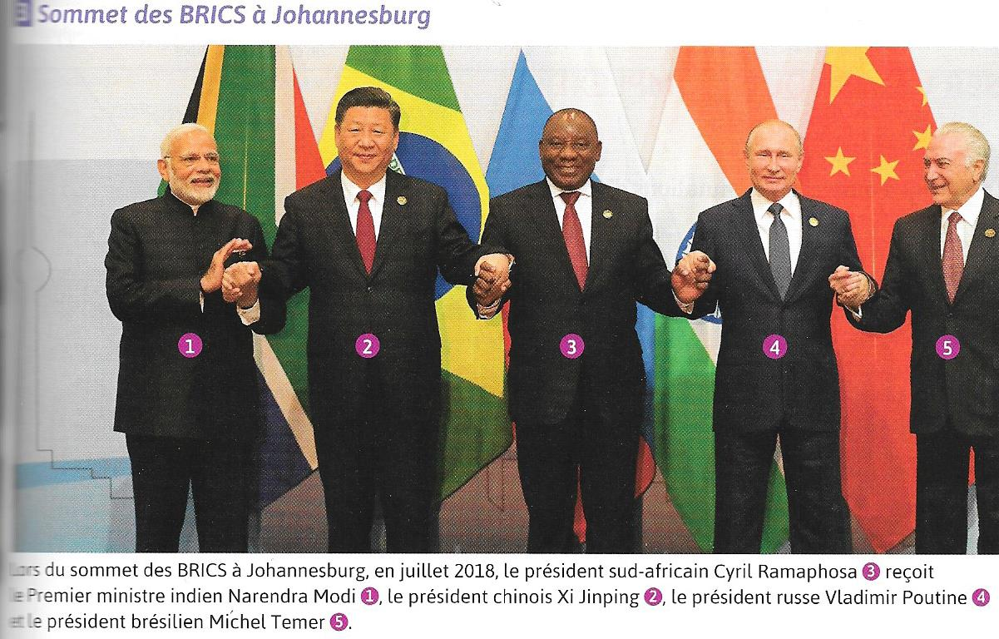 Sommet des BRICS à Johannesburg
1 2 3 4 5
Lors du sommet des BRICS à Johannesburg, en juillet 2018, le président sud-africain Cyril Ramaphosa 3 reçoit
le Premier ministre indien Narendra Modi 1, le président chinois Xi Jinping 2, le président russe Vladimir Poutine 4
et le président brésilien Michel Temer 5.